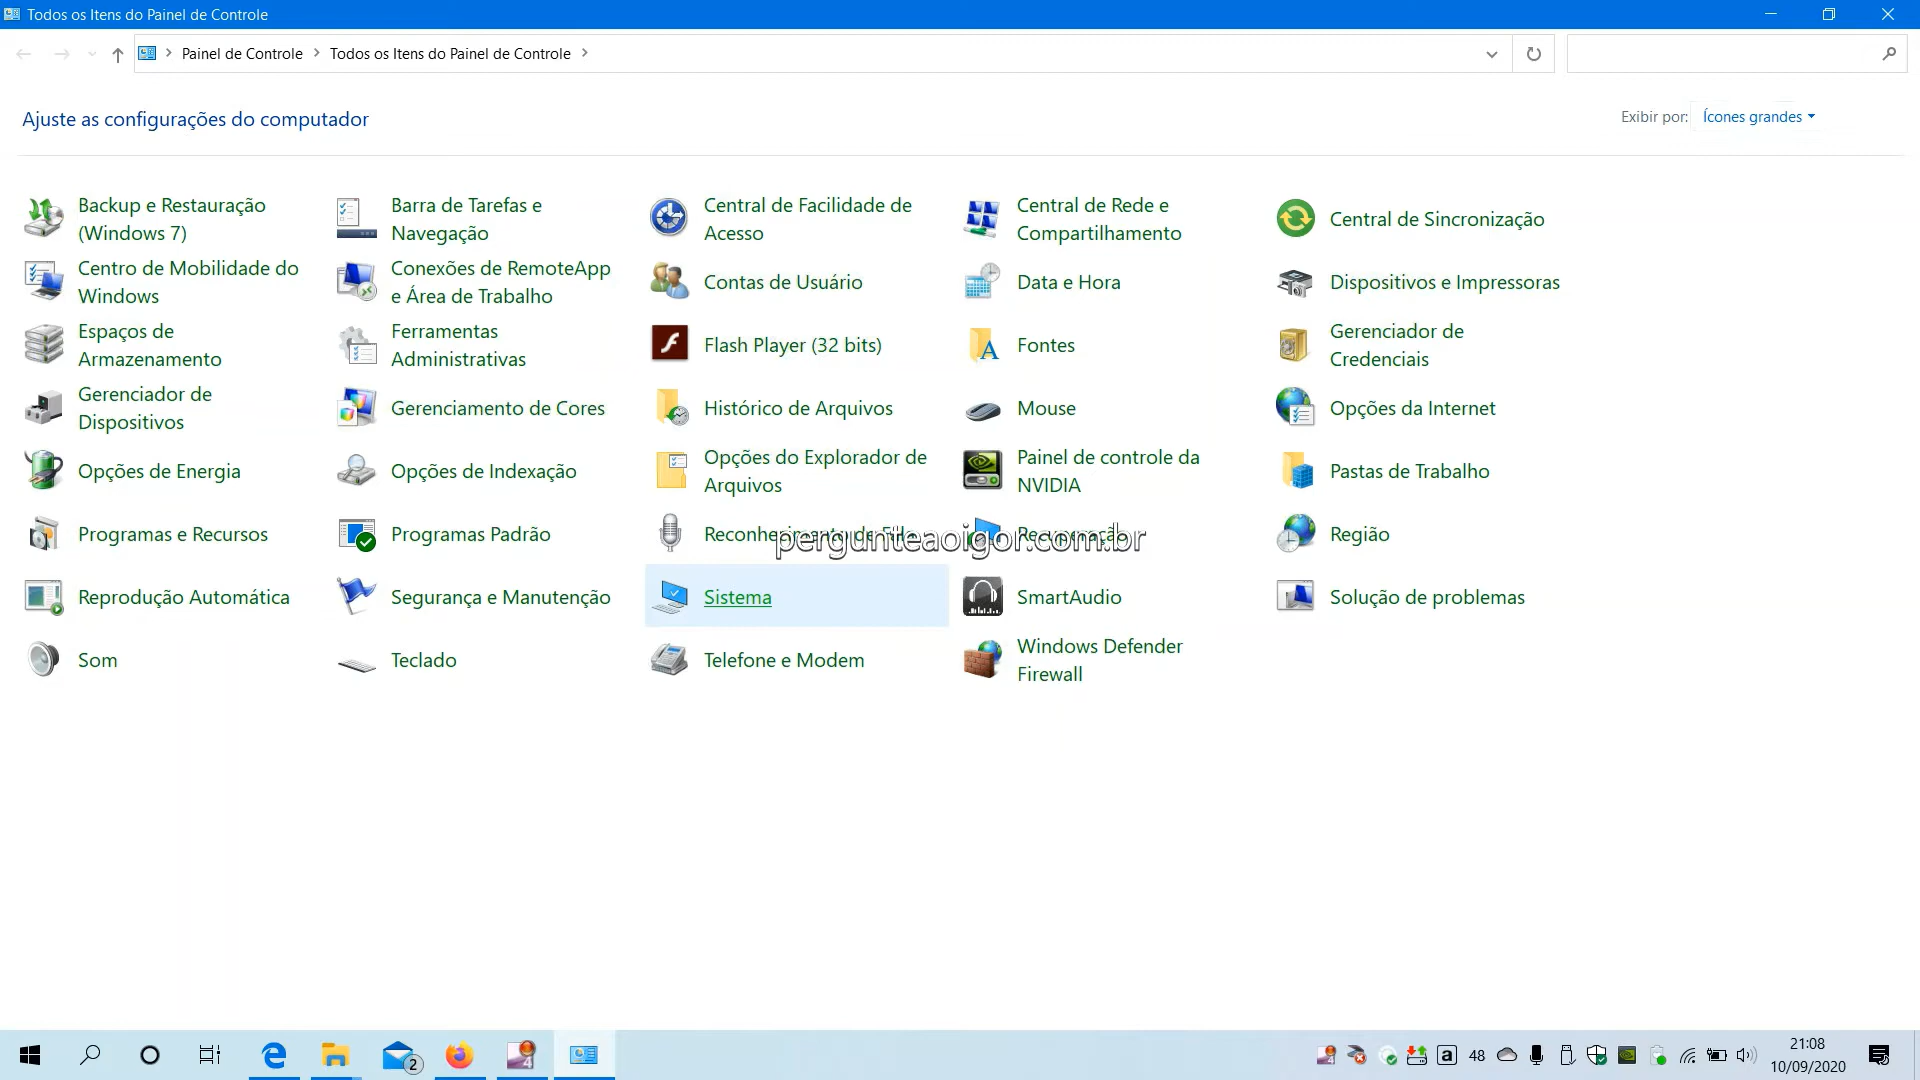 Todos os Itens do Painel de Controle
Painel de Controle
Todos os Itens do Painel de Controle
Ajuste as configurações do computador
Exibir por:
Ícones grandes
Backup e Restauração
(Windows 7)
Barra de Tarefas e
Navegação
Central de Facilidade de
Acesso
Central de Rede e
Compartilhamento
Central de Sincronização
Centro de Mobilidade do
Windows
Conexões de RemoteApp
e Área de Trabalho
Contas de Usuário
Data e Hora
Dispositivos e Impressoras
Espaços de
Armazenamento
Ferramentas
Administrativas
Flash Player (32 bits)
Fontes
Gerenciador de
Credenciais
Gerenciador de
Dispositivos
Gerenciamento de Cores
Histórico de Arquivos
Mouse
Opções da Internet
Opções de Energia
Opções de Indexação
Opções do Explorador de
Arquivos
Painel de controle da
NVIDIA
Pastas de Trabalho
Programas e Recursos
Programas Padrão
Reconhecimento de Fala
Recuperação
pergunteaoigor.com.br
Região
Reprodução Automática
Segurança e Manutenção
Sistema
SmartAudio
Solução de problemas
Som
Teclado
Telefone e Modem
Windows Defender
Firewall
2
4
a
48
21:08
10/09/2020